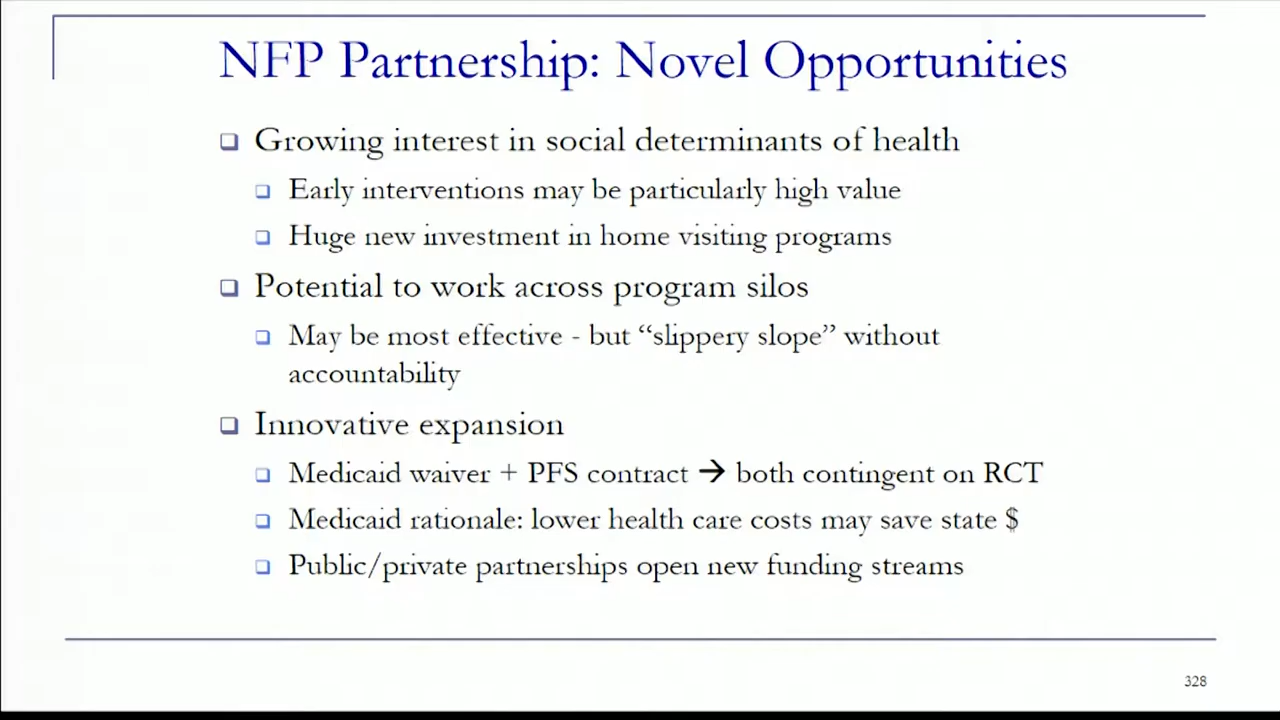 NFP Partnership: Novel Opportunities
❑ Growing interest in social determinants of health
❑ Early interventions may be particularly high value
❑ Huge new investment in home visiting programs
❑ Potential to work across program silos
❑ May be most effective - but “slippery slope” without
accountability
❑ Innovative expansion
❑ Medicaid waiver + PFS contract → both contingent on RCT
❑ Medicaid rationale: lower health care costs may save state $
❑ Public/private partnerships open new funding streams
328